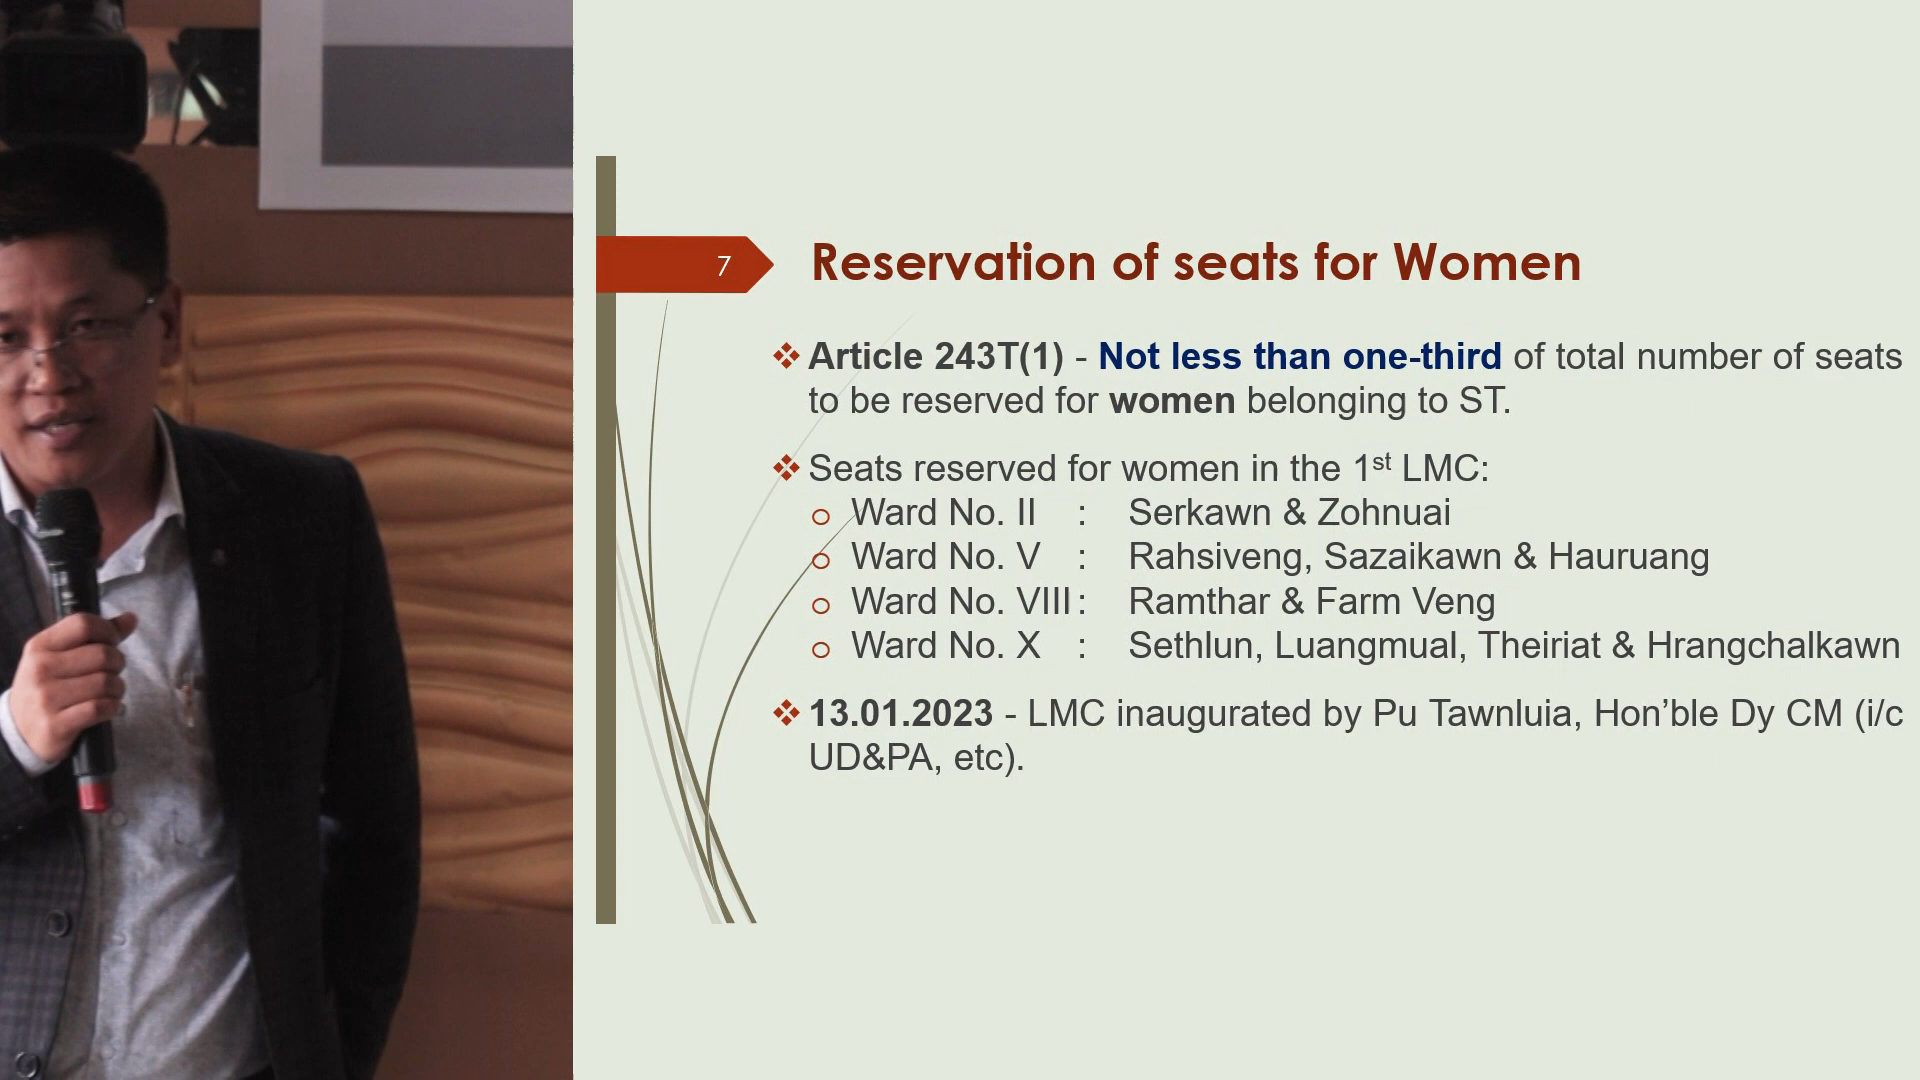 7
Reservation of seats for Women
Article 243T(1) - Not less than one-third of total number of seats
to be reserved for women belonging to ST.
Seats reserved for women in the 1st LMC:
Ward No. II : Serkawn & Zohnuai
Ward No. V : Rahsiveng, Sazaikawn & Hauruang
Ward No. VIII : Ramthar & Farm Veng
Ward No. X : Sethlun, Luangmual, Theiriat & Hrangchalkawn
13.01.2023 - LMC inaugurated by Pu Tawnluia, Hon’ble Dy CM (i/c
UD&PA, etc).